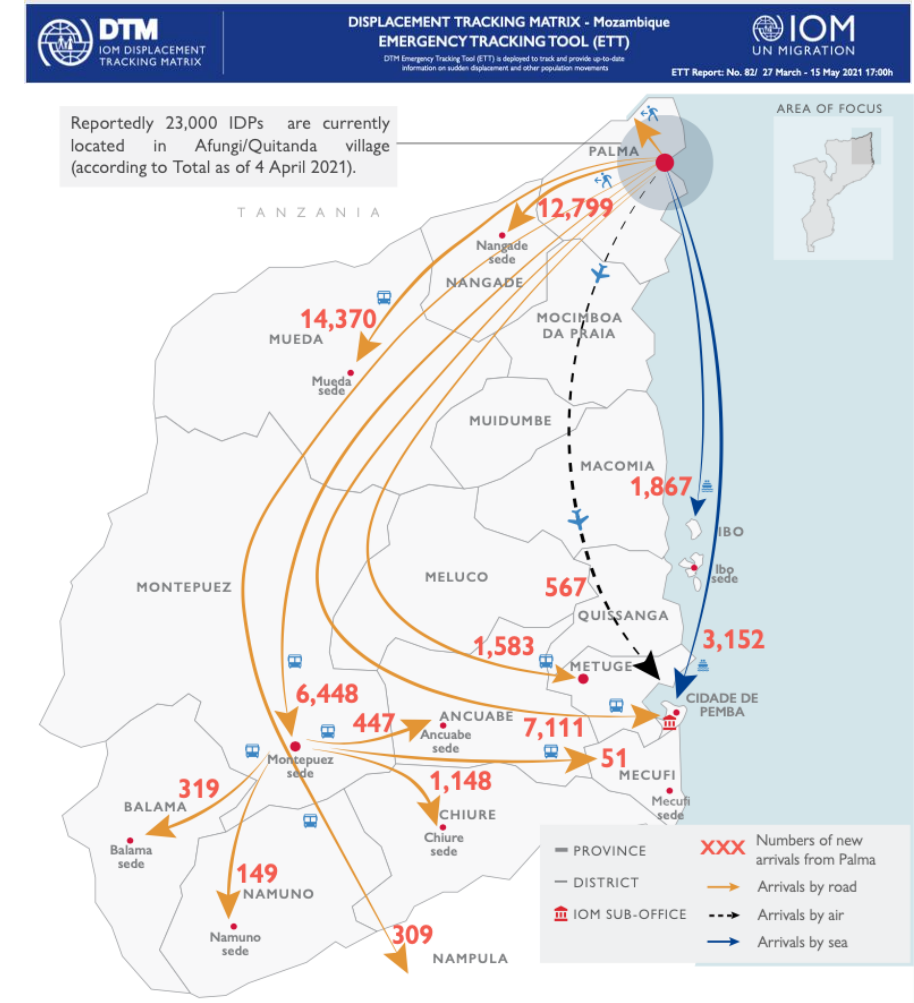 DTM
IOM DISPLACEMENT
TRACKING MATRIX
DISPLACEMENT TRACKING MATRIX - Mozambique
EMERGENCY TRACKING TOOL (ETT)
DTM Emergency Tracking Tool (ETT) is deployed to track and provide up-to-date
information on sudden displacement and other population movements
IOM
UN MIGRATION
ETT Report: No. 82/ 27 March - 15 May 2021 17:00h
Reportedly 23,000 IDPs are currently
located in Afungi/Quitanda village
(according to Total as of 4 April 2021).
AREA OF FOCUS
PALMA
TANZANIA
12,799
Nangade
sede
NANGADE
14,370
MUEDA
MOCIMBOA
DA PRAIA
Mueda
sede
MUIDUMBE
MACOMIA
1,867
IBO
Ibo
sede
MONTEPUEZ
MELUCO
567
QUISSANGA
1,583
3,152
METUGE
6,448
CIDADE DE
PEMBA
447
ANCUABE
Ancuabe
sede
7,111
51
Montepuez
sede
MECUFI
319
1,148
Mecufi
sede
BALAMA
CHIURE
Chiure
sede
Balama
sede
149
NAMUNO
Namuno
sede
309
NAMPULA
PROVINCE
DISTRICT
IOM SUB-OFFICE
XXX Numbers of new
arrivals from Palma
Arrivals by road
Arrivals by air
Arrivals by sea